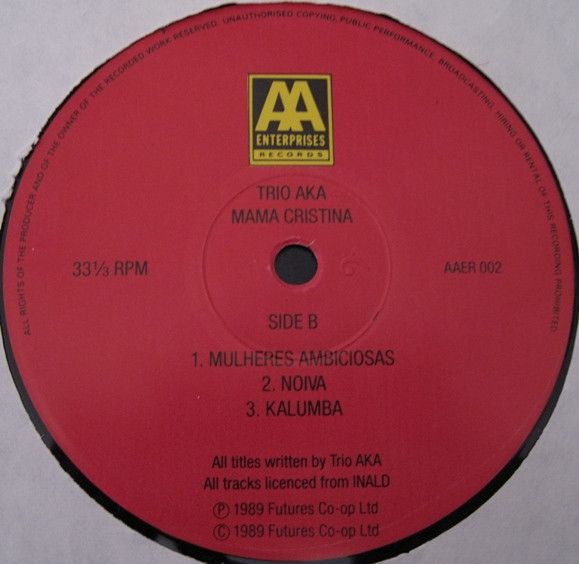 ALL RIGHTS OF THE PRODUCER AND OF THE OWNER OF THE RECORDED WORK RESERVED. UNAUTHORISED COPYING, PUBLIC PERFORMANCE, BROADCASTING, HIRING OR RENTAL OF THIS RECORDING PROHIBITED
AA
ENTERPRISES
RECORDS
TRIO AKA
MAMA CRISTINA
33⅓ RPM
AAER 002
SIDE B
1. MULHERES AMBICIOSAS
2. NOIVA
3. KALUMBA
All titles written by Trio AKA
All tracks licenced from INALD
℗ 1989 Futures Co-op Ltd
© 1989 Futures Co-op Ltd